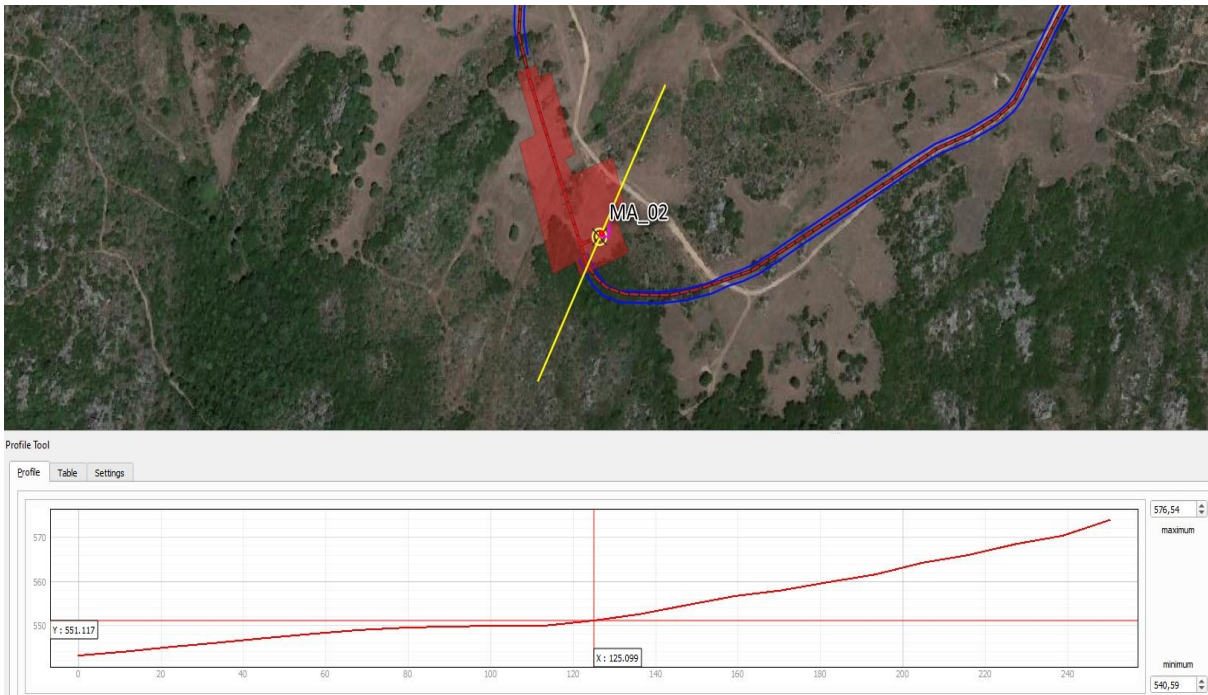 MA_02
Profile Tool
Profile Table Settings
576,54
maximum
570
560
550
Y : 551.117
X : 125.099
0 20 40 60 80 100 120 140 160 180 200 220 240
minimum
540,59